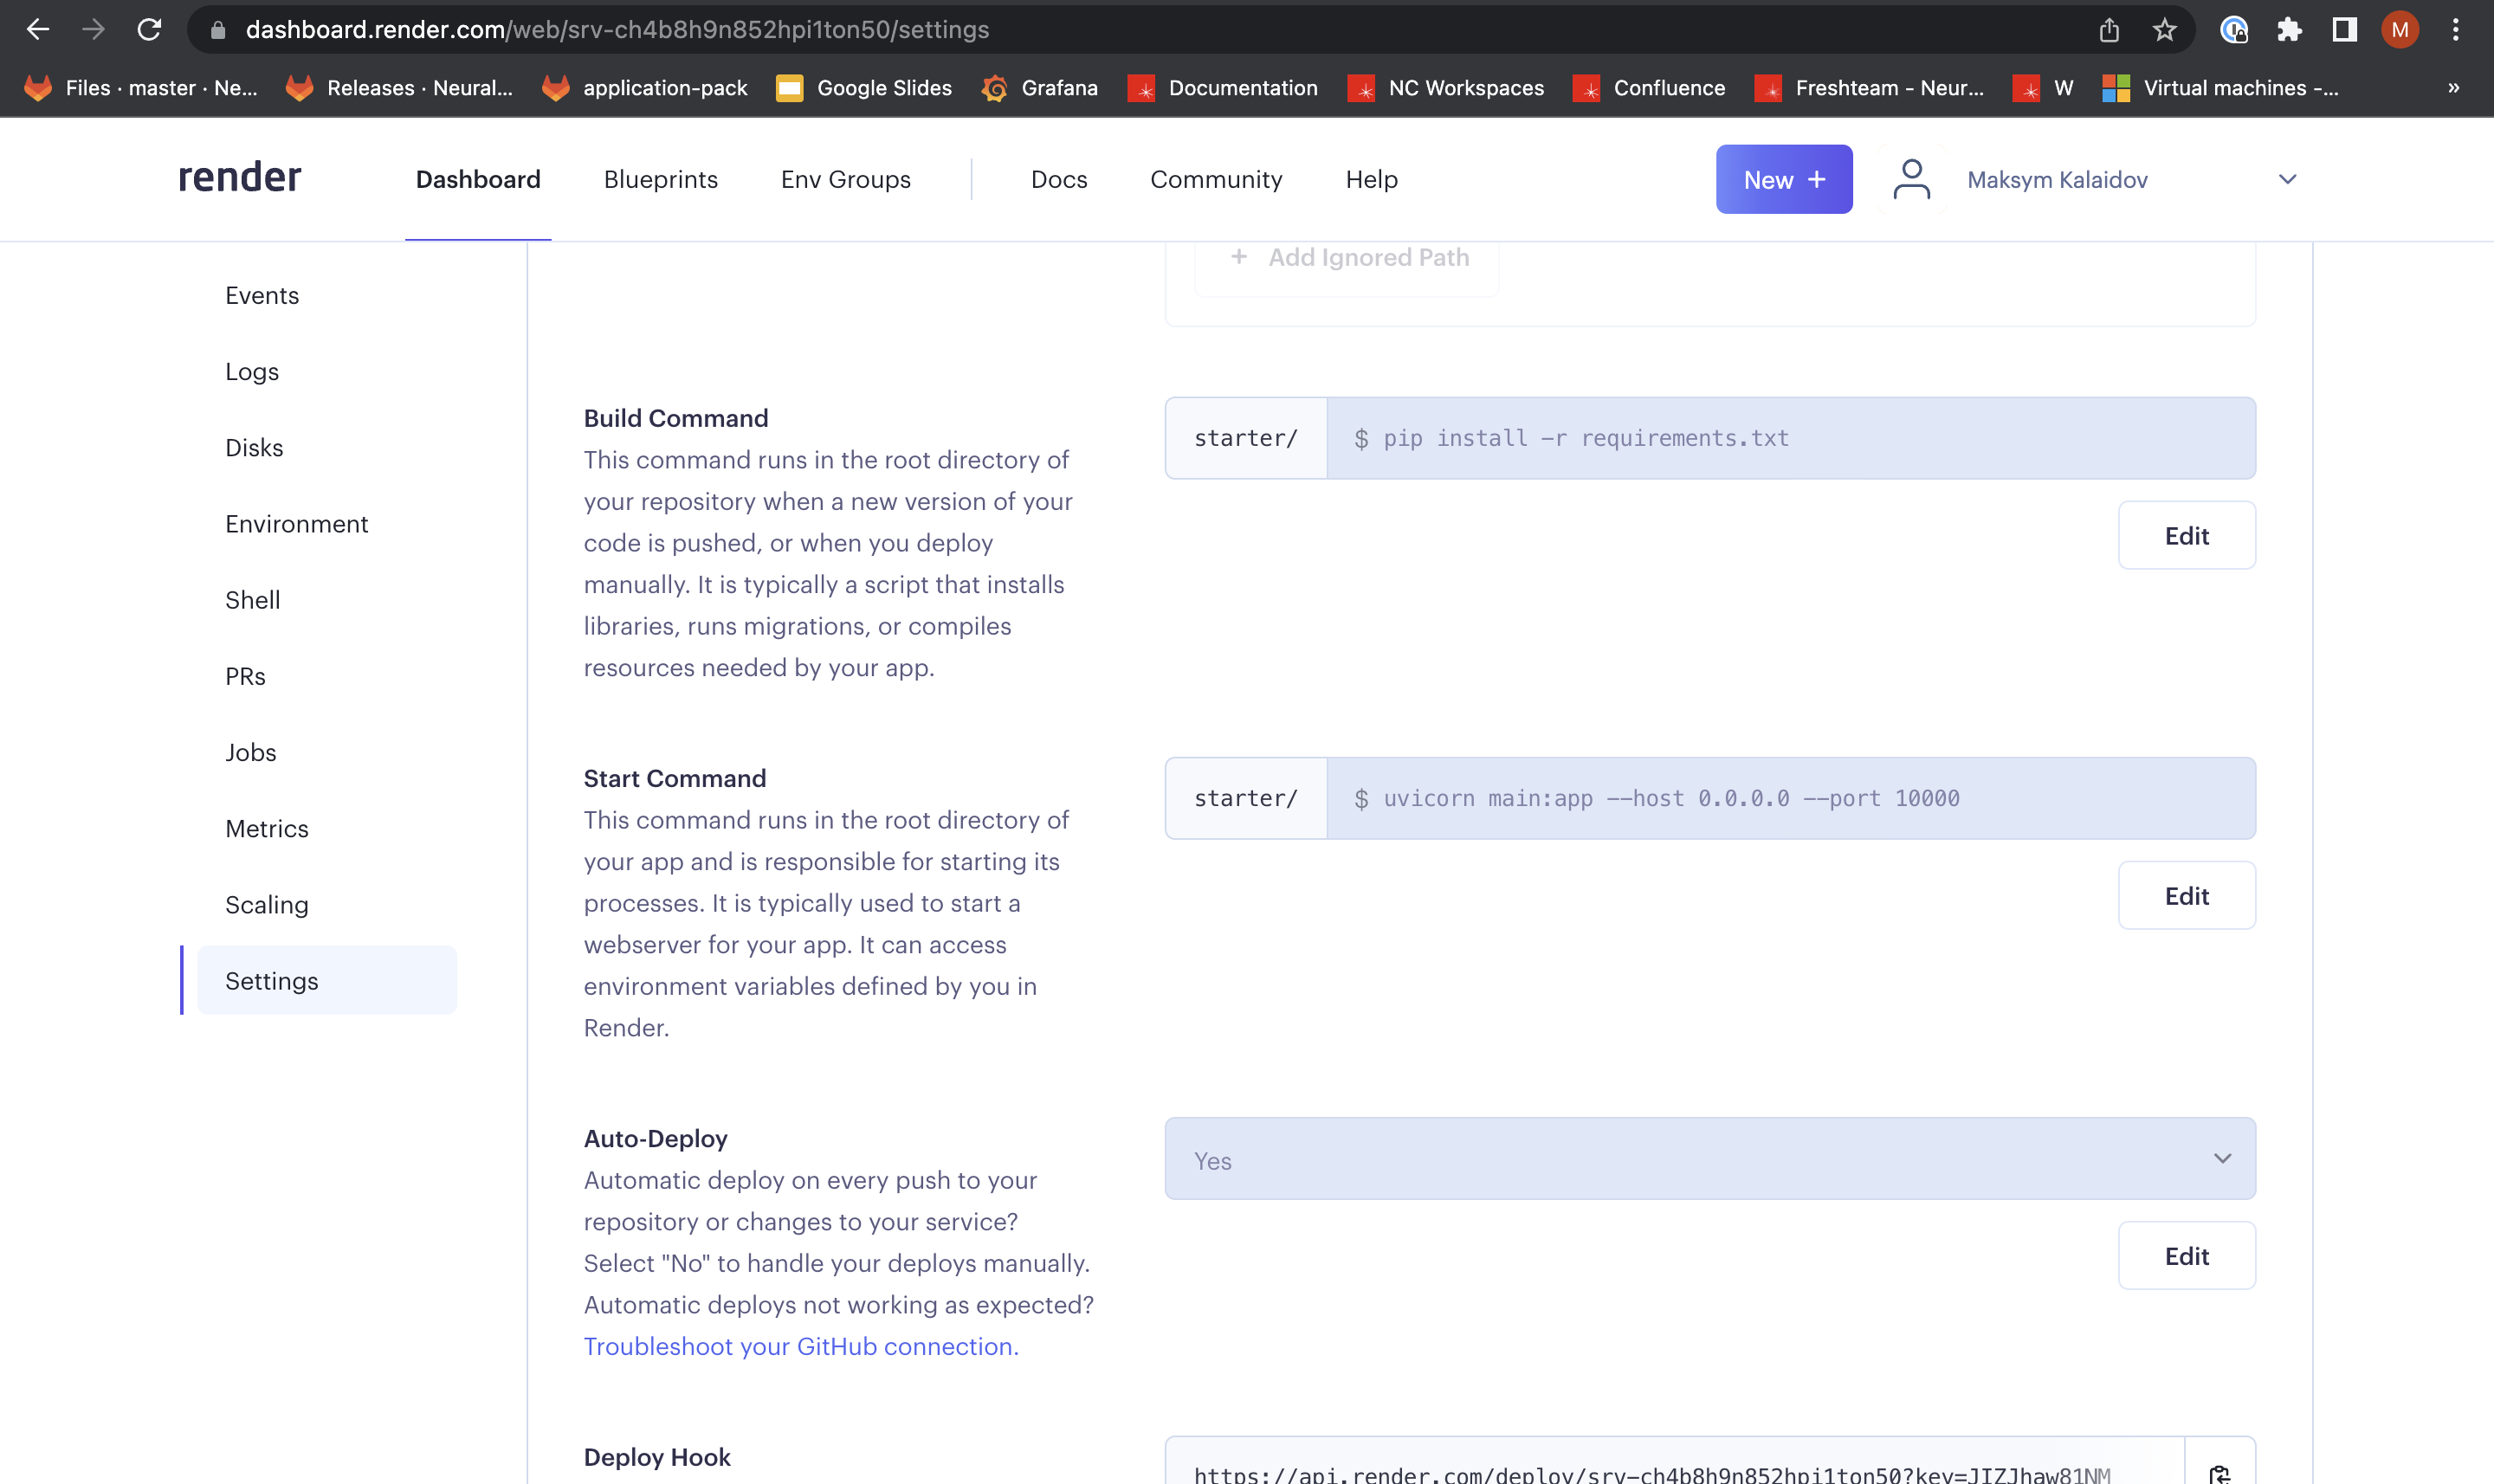 dashboard.render.com/web/srv-ch4b8h9n852hpi1ton50/settings
M
Files · master · Ne...
Releases · Neural...
application-pack
Google Slides
Grafana
Documentation
NC Workspaces
Confluence
Freshteam - Neur...
W
Virtual machines -...
»
render
Dashboard
Blueprints
Env Groups
Docs
Community
Help
New +
Maksym Kalaidov
Events
Logs
Disks
Environment
Shell
PRs
Jobs
Metrics
Scaling
Settings
+ Add Ignored Path
Build Command
This command runs in the root directory of
your repository when a new version of your
code is pushed, or when you deploy
manually. It is typically a script that installs
libraries, runs migrations, or compiles
resources needed by your app.
starter/ $ pip install -r requirements.txt
Edit
Start Command
This command runs in the root directory of
your app and is responsible for starting its
processes. It is typically used to start a
webserver for your app. It can access
environment variables defined by you in
Render.
starter/ $ uvicorn main:app --host 0.0.0.0 --port 10000
Edit
Auto-Deploy
Automatic deploy on every push to your
repository or changes to your service?
Select "No" to handle your deploys manually.
Automatic deploys not working as expected?
Troubleshoot your GitHub connection.
Yes
Edit
Deploy Hook
https://api.render.com/deploy/srv-ch4b8h9n852hpi1ton50?key=JIZJhaw81NM